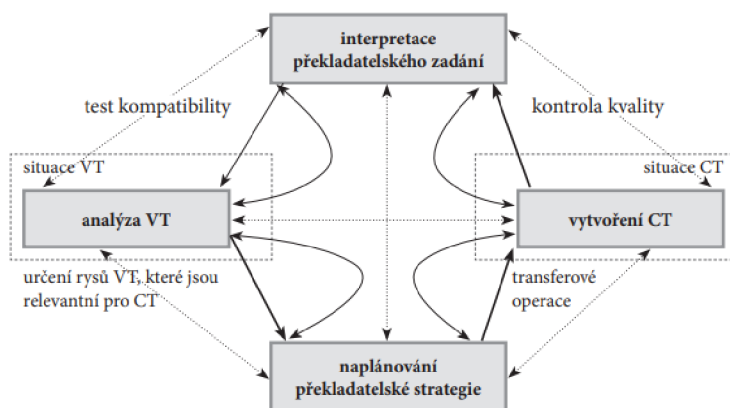 interpretace
překladatelského zadání
test kompatibility
kontrola kvality
situace VT
situace CT
analýza VT
vytvoření CT
určení rysů VT, které jsou
relevantní pro CT
transferové
operace
naplánování
překladatelské strategie